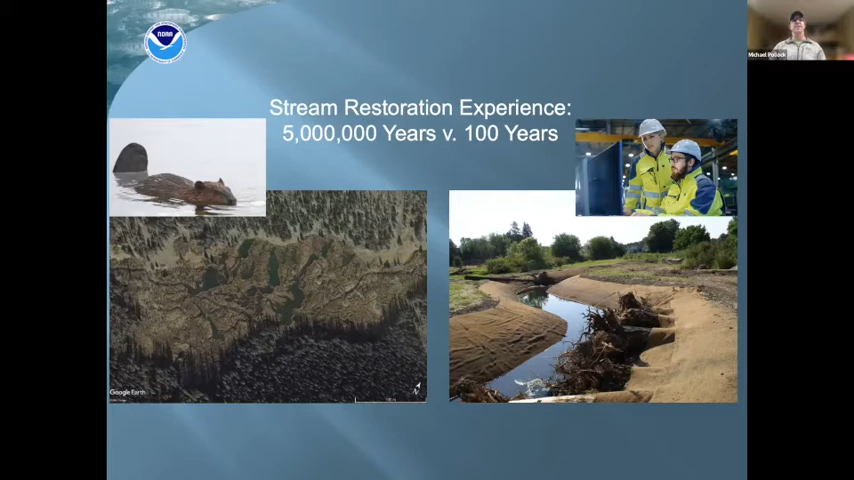 NOAA
Michael Pollock
Stream Restoration Experience:
5,000,000 Years v. 100 Years
Google Earth
N